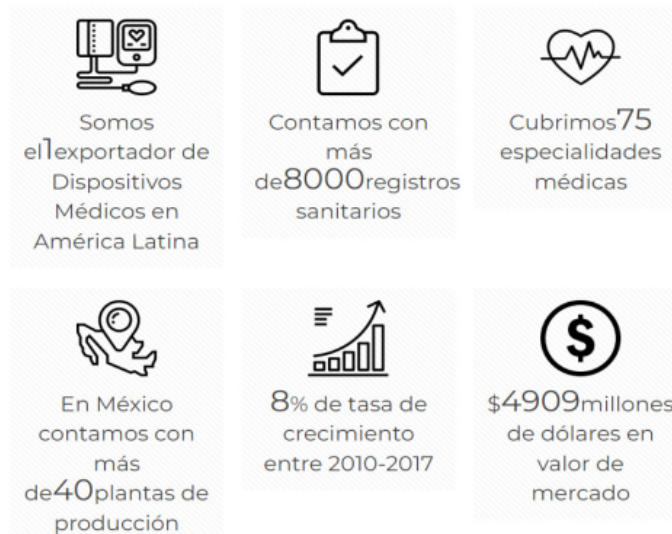 Somos
el1exportador de
Dispositivos
Médicos en
América Latina
Contamos con
más
de8000registros
sanitarios
Cubrimos75
especialidades
médicas
En México
contamos con
más
de40plantas de
producción
8% de tasa de
crecimiento
entre 2010-2017
$4909millones
de dólares en
valor de
mercado